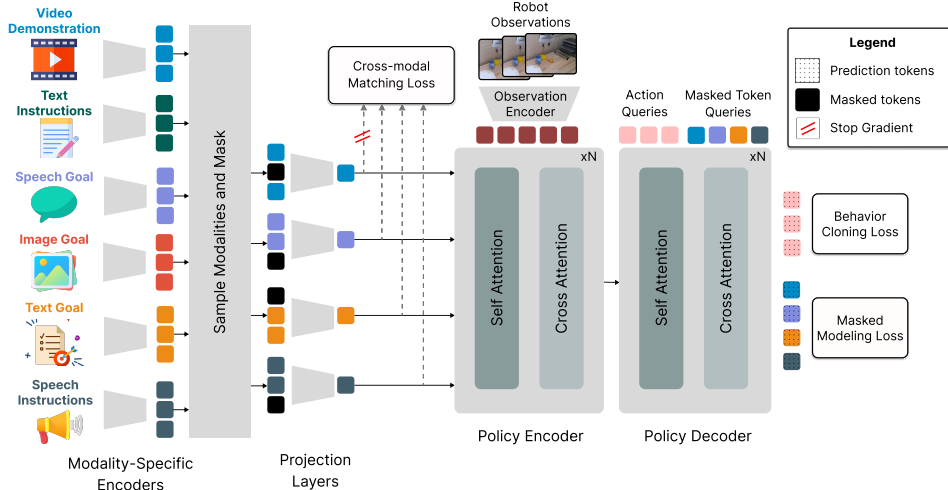 Video
Demonstration
Text
Instructions
Speech Goal
Image Goal
Text Goal
Speech
Instructions
Modality-Specific
Encoders
Sample Modalities and Mask
Projection
Layers
Cross-modal
Matching Loss
Robot
Observations
Observation
Encoder
xN
Self Attention
Cross Attention
Policy Encoder
Action
Queries
Masked Token
Queries
xN
Self Attention
Cross Attention
Policy Decoder
Legend
Prediction tokens
Masked tokens
Stop Gradient
Behavior
Cloning Loss
Masked
Modeling Loss